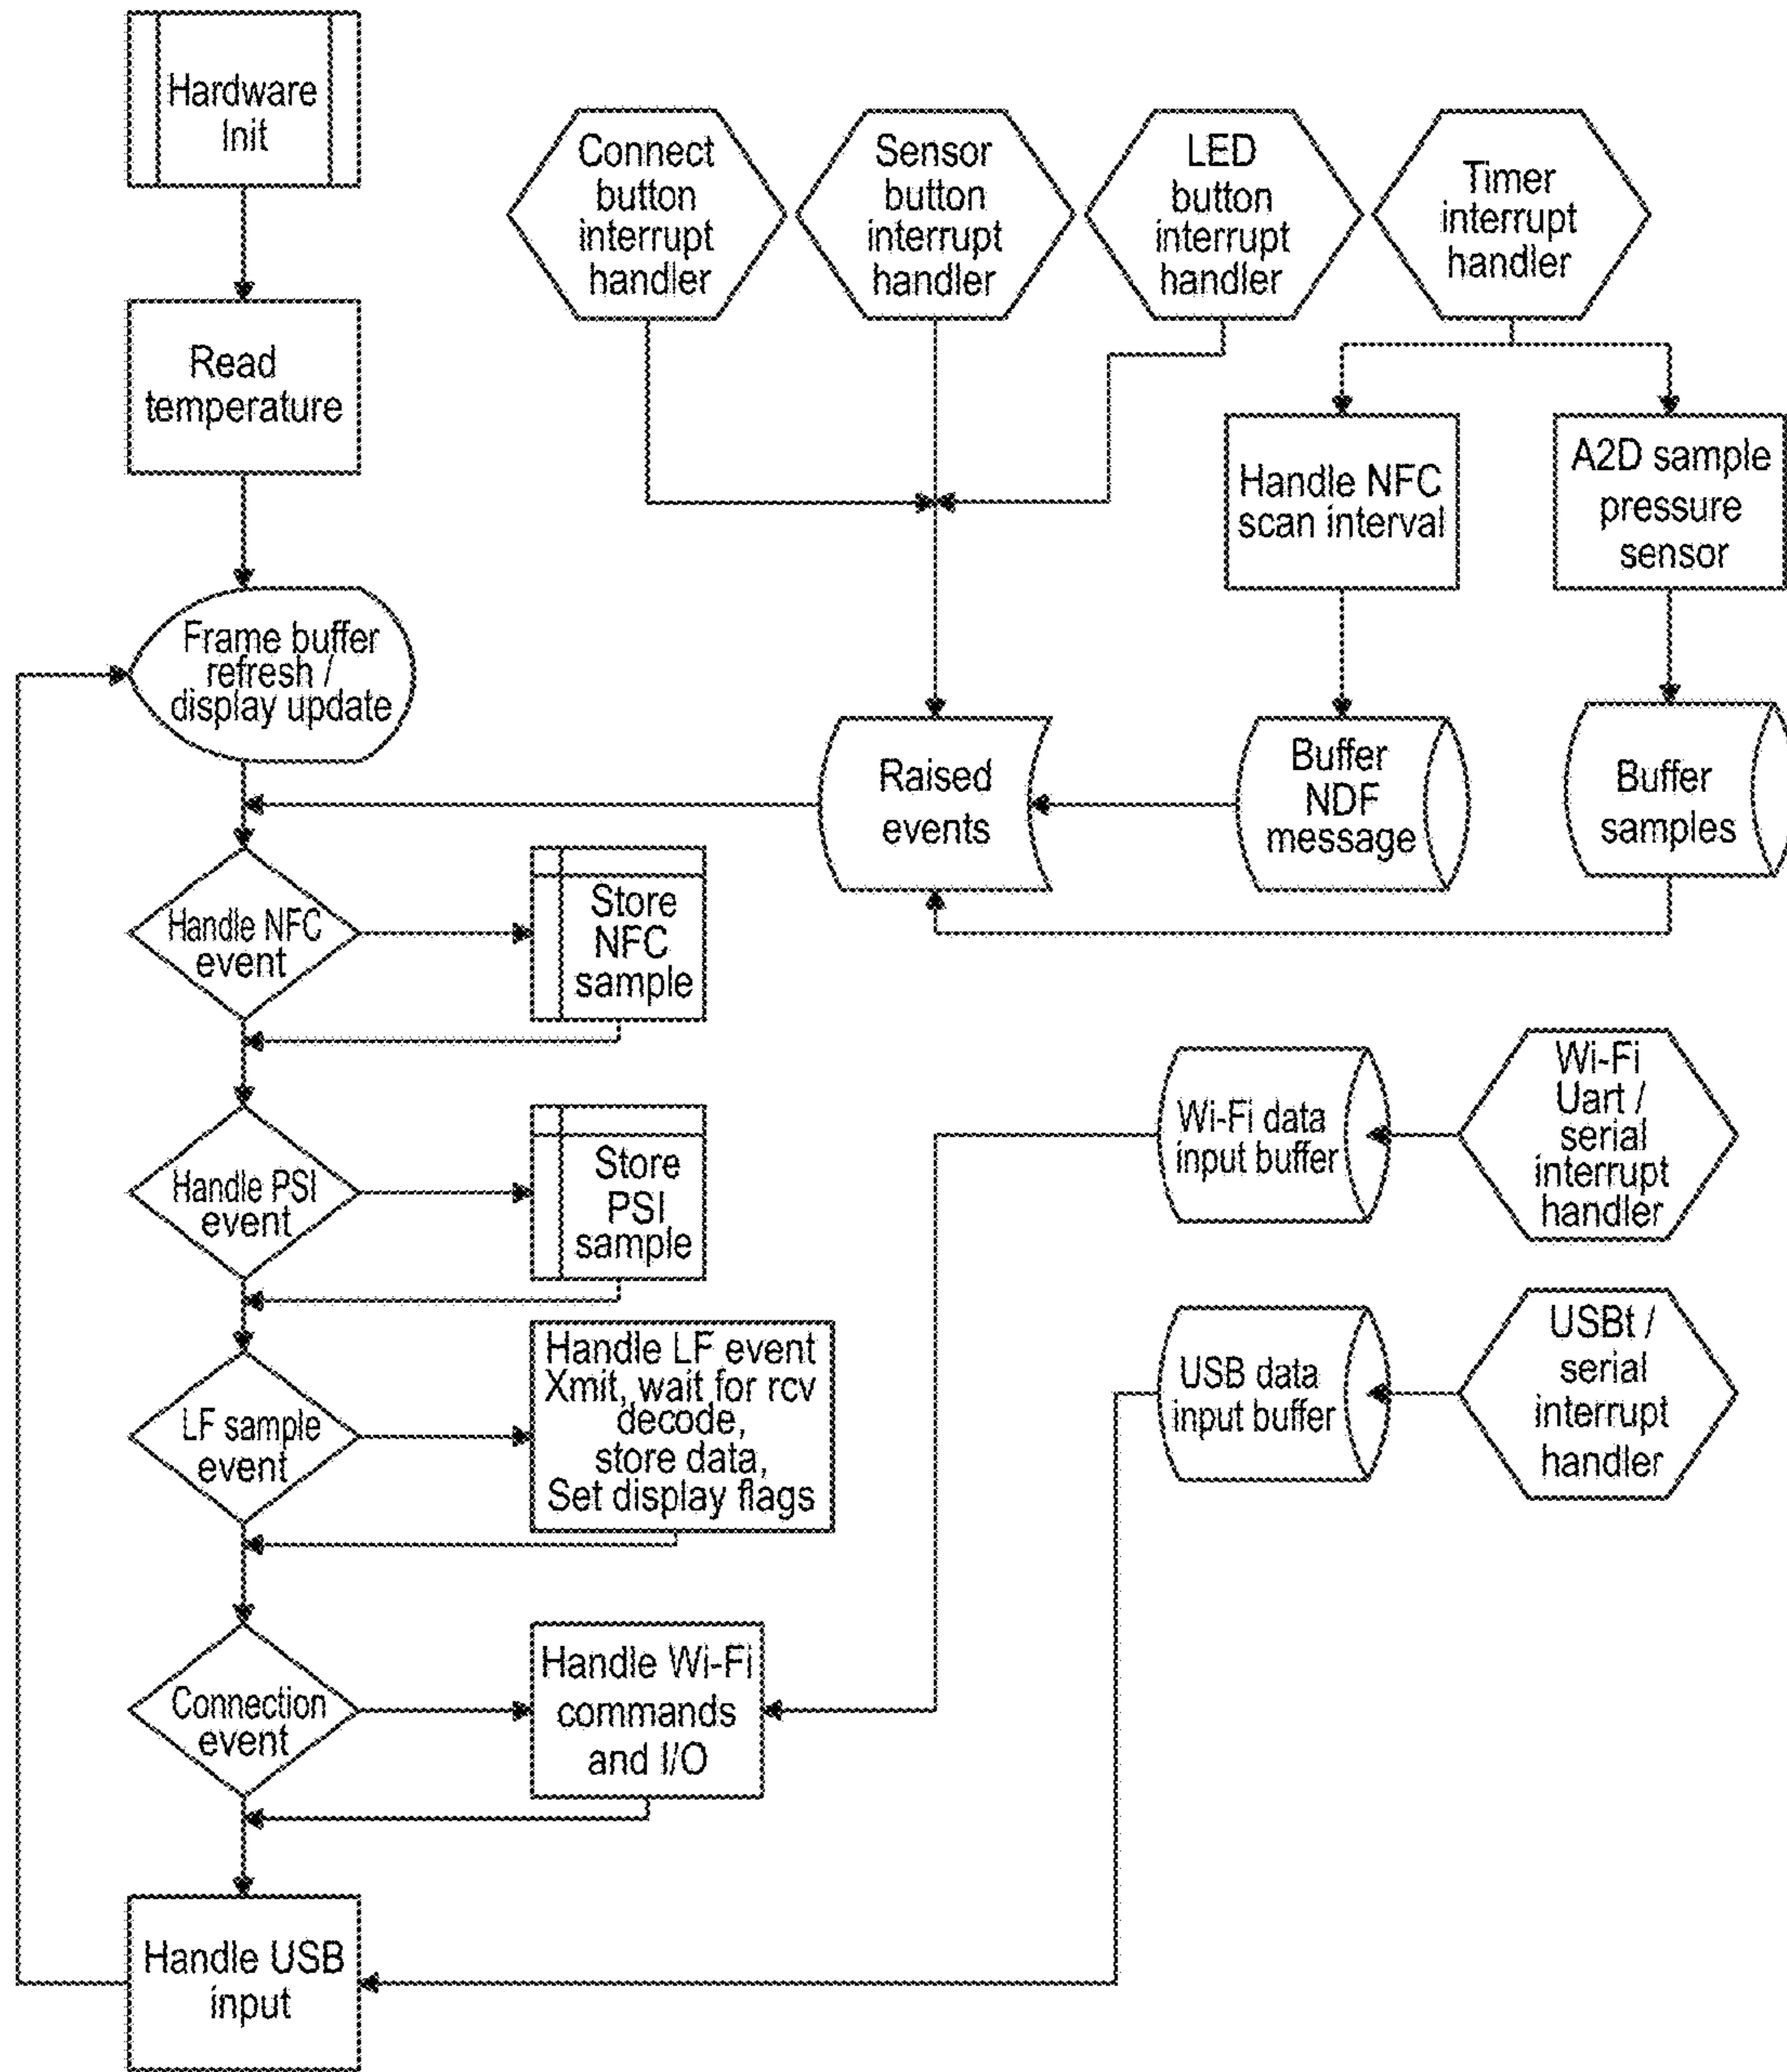 Hardware
Init
Connect
button
interrupt
handler
Sensor
button
interrupt
handler
LED
button
interrupt
handler
Timer
interrupt
handler
Read
temperature
Handle NFC
scan interval
A2D sample
pressure
sensor
Frame buffer
refresh /
display update
Raised
events
Buffer
NDF
message
Buffer
samples
Handle NFC
event
Store
NFC
sample
Handle PSI
event
Store
PSI
sample
Wi-Fi data
input buffer
Wi-Fi
Uart /
serial
interrupt
handler
LF sample
event
Handle LF event
Xmit, wait for rcv
decode,
store data,
Set display flags
USB data
input buffer
USBt /
serial
interrupt
handler
Connection
event
Handle Wi-Fi
commands
and I/O
Handle USB
input